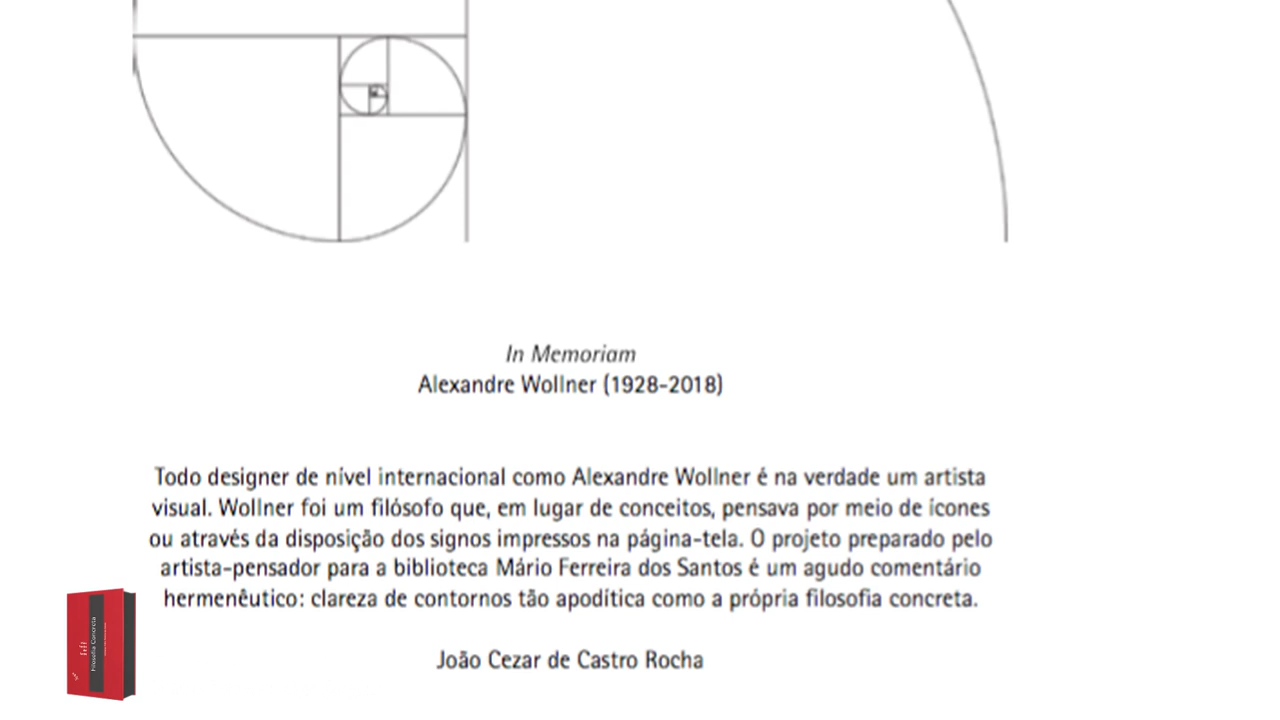 In Memoriam
Alexandre Wollner (1928-2018)
Todo designer de nível internacional como Alexandre Wollner é na verdade um artista
visual. Wollner foi um filósofo que, em lugar de conceitos, pensava por meio de ícones
ou através da disposição dos signos impressos na página-tela. O projeto preparado pelo
artista-pensador para a biblioteca Mário Ferreira dos Santos é um agudo comentário
hermenêutico: clareza de contornos tão apodítica como a própria filosofia concreta.
João Cezar de Castro Rocha
Filosofia Concreta